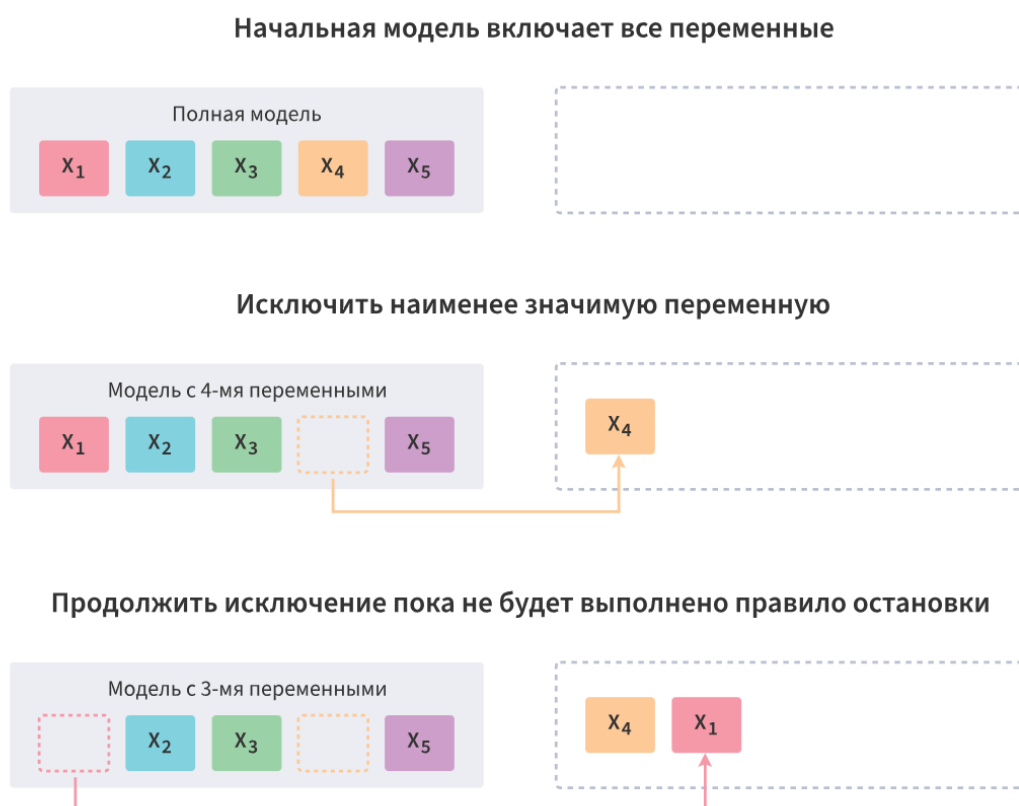 Начальная модель включает все переменные
Полная модель
X₁ X₂ X₃ X₄ X₅
Исключить наименее значимую переменную
Модель с 4-мя переменными
X₁ X₂ X₃ X₅
X₄
Продолжить исключение пока не будет выполнено правило остановки
Модель с 3-мя переменными
X₂ X₃ X₅
X₄ X₁